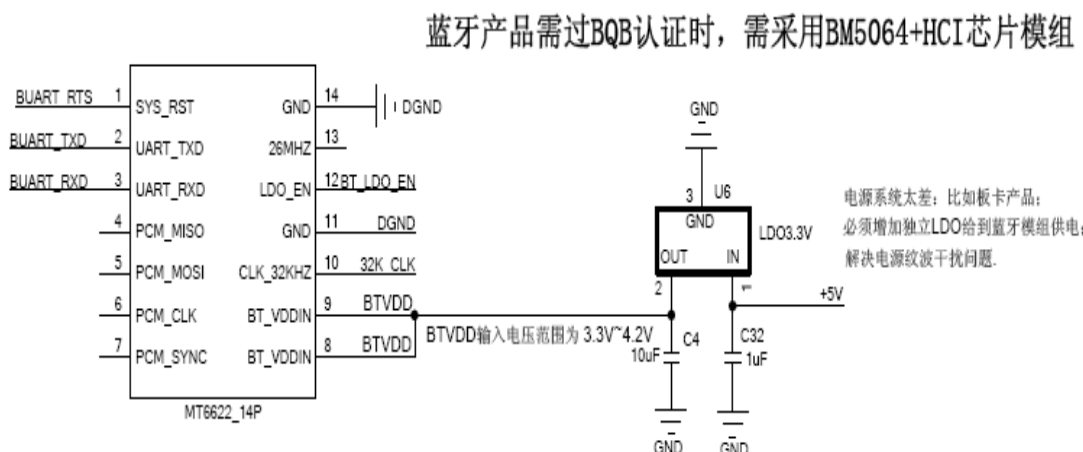 蓝牙产品需过BQB认证时，需采用BM5064+HCI芯片模组
BUART_RTS 1 SYS_RST GND 14 DGND
BUART_TXD 2 UART_TXD 26MHZ 13
BUART_RXD 3 UART_RXD LDO_EN 12 BT_LDO_EN
4 PCM_MISO GND 11 DGND
5 PCM_MOSI CLK_32KHZ 10 32K_CLK
6 PCM_CLK BT_VDDIN 9 BTVDD
7 PCM_SYNC BT_VDDIN 8 BTVDD
MT6622_14P
BTVDD输入电压范围为 3.3V~4.2V
GND
3 U6
GND
LDO3.3V
OUT IN
2 1
+5V
C4
10uF
C32
1uF
GND GND
电源系统太差：比如板卡产品；
必须增加独立LDO给到蓝牙模组供电；
解决电源纹波干扰问题.